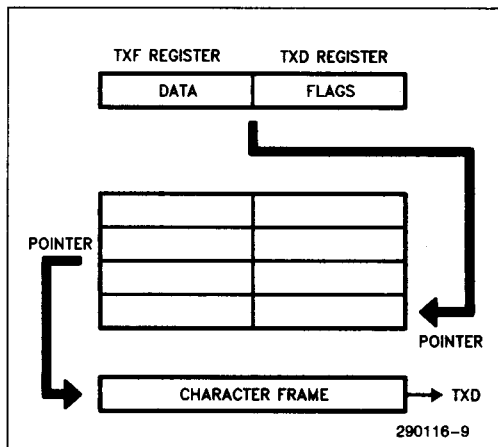 TXF REGISTER TXD REGISTER
DATA FLAGS
POINTER
POINTER
CHARACTER FRAME TXD
290116-9